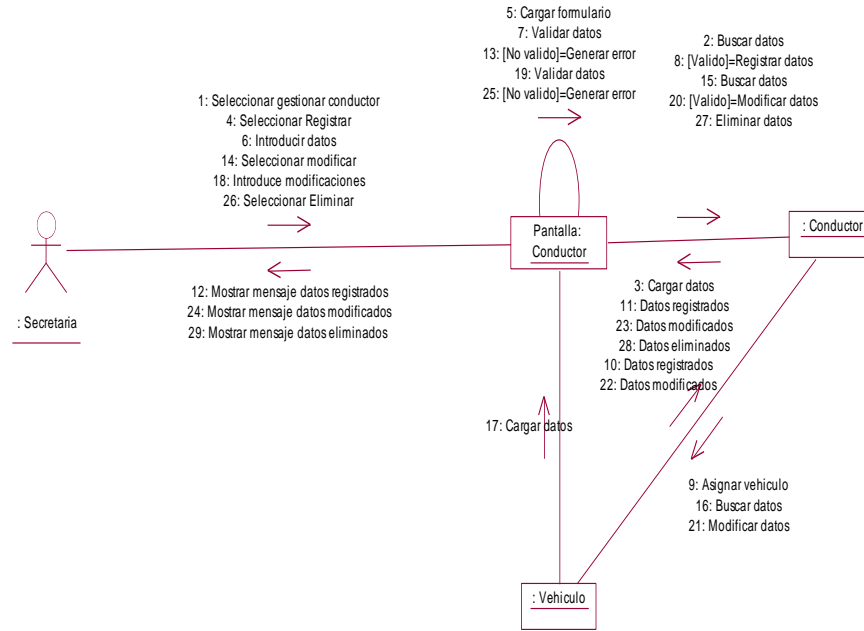 5: Cargar formulario
7: Validar datos
13: [No valido]=Generar error
19: Validar datos
25: [No valido]=Generar error
2: Buscar datos
8: [Valido]=Registrar datos
15: Buscar datos
20: [Valido]=Modificar datos
27: Eliminar datos
1: Seleccionar gestionar conductor
4: Seleccionar Registrar
6: Introducir datos
14: Seleccionar modificar
18: Introduce modificaciones
26: Seleccionar Eliminar
Pantalla:
Conductor
: Conductor
12: Mostrar mensaje datos registrados
24: Mostrar mensaje datos modificados
29: Mostrar mensaje datos eliminados
: Secretaria
3: Cargar datos
11: Datos registrados
23: Datos modificados
28: Datos eliminados
10: Datos registrados
22: Datos modificados
17: Cargar datos
9: Asignar vehiculo
16: Buscar datos
21: Modificar datos
: Vehiculo